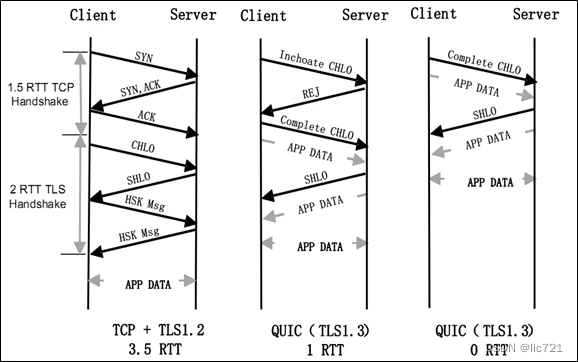 Client
Server
SYN
SYN,ACK
ACK
CHLO
SHLO
HSK Msg
HSK Msg
APP DATA
1.5 RTT TCP
Handshake
2 RTT TLS
Handshake
TCP + TLS1.2
3.5 RTT
Client
Server
Inchoate CHLO
REJ
Complete CHLO
APP DATA
SHLO
APP DATA
APP DATA
QUIC (TLS1.3)
1 RTT
Client
Server
Complete CHLO
APP DATA
SHLO
APP DATA
APP DATA
QUIC (TLS1.3)
0 RTT
CSDN @lic721